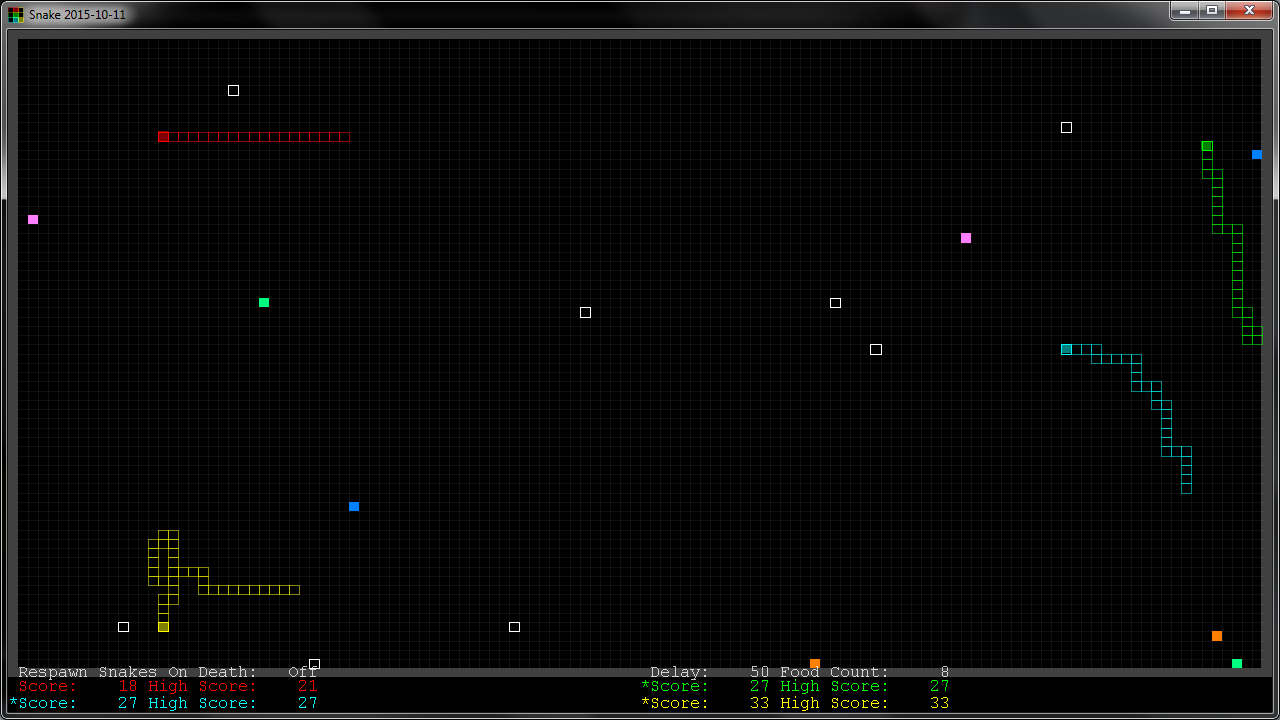 Snake 2015-10-11
Respawn Snakes On Death: Off Delay: 50 Food Count: 8
Score: 18 High Score: 21 *Score: 27 High Score: 27
*Score: 27 High Score: 27 *Score: 33 High Score: 33